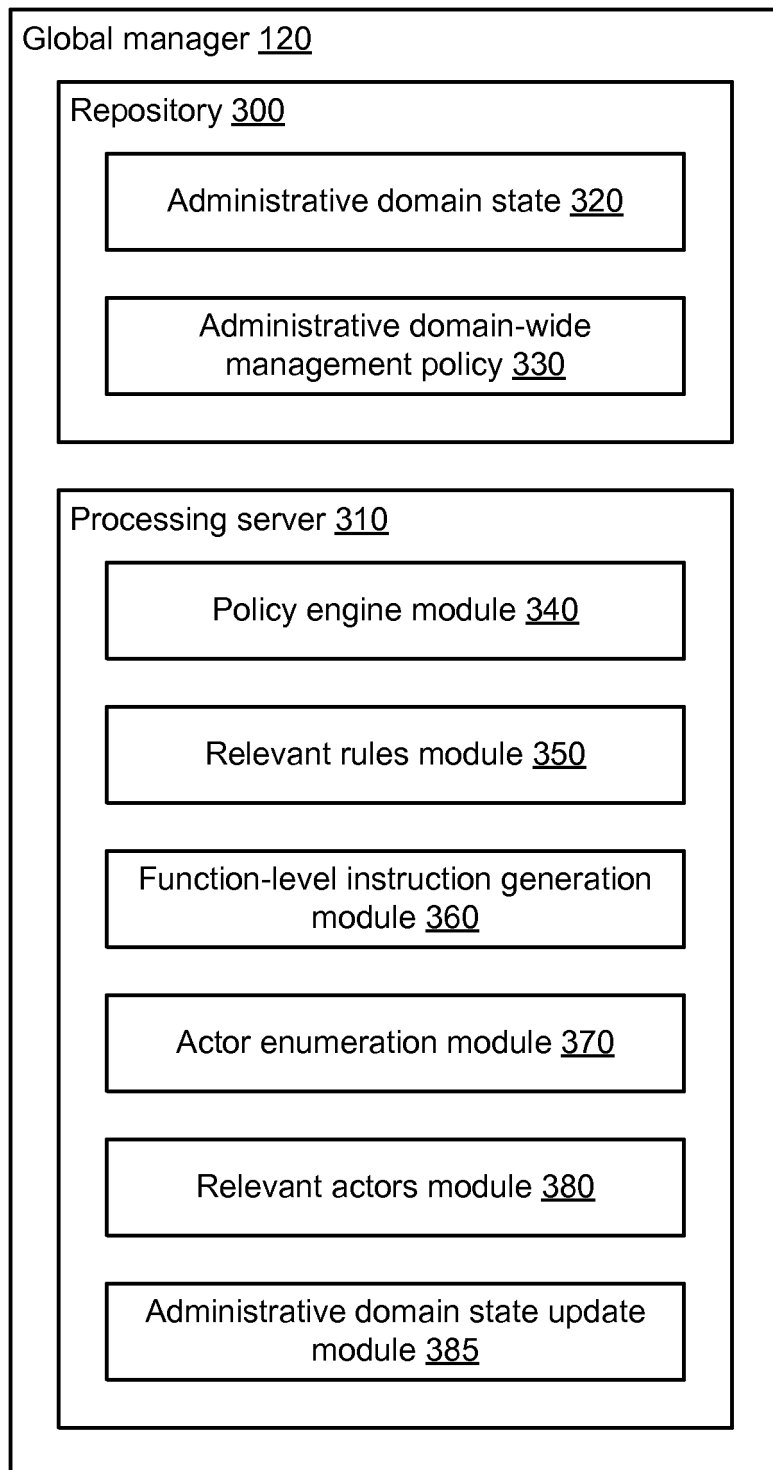 Global manager 120
Repository 300
Administrative domain state 320
Administrative domain-wide
management policy 330
Processing server 310
Policy engine module 340
Relevant rules module 350
Function-level instruction generation
module 360
Actor enumeration module 370
Relevant actors module 380
Administrative domain state update
module 385